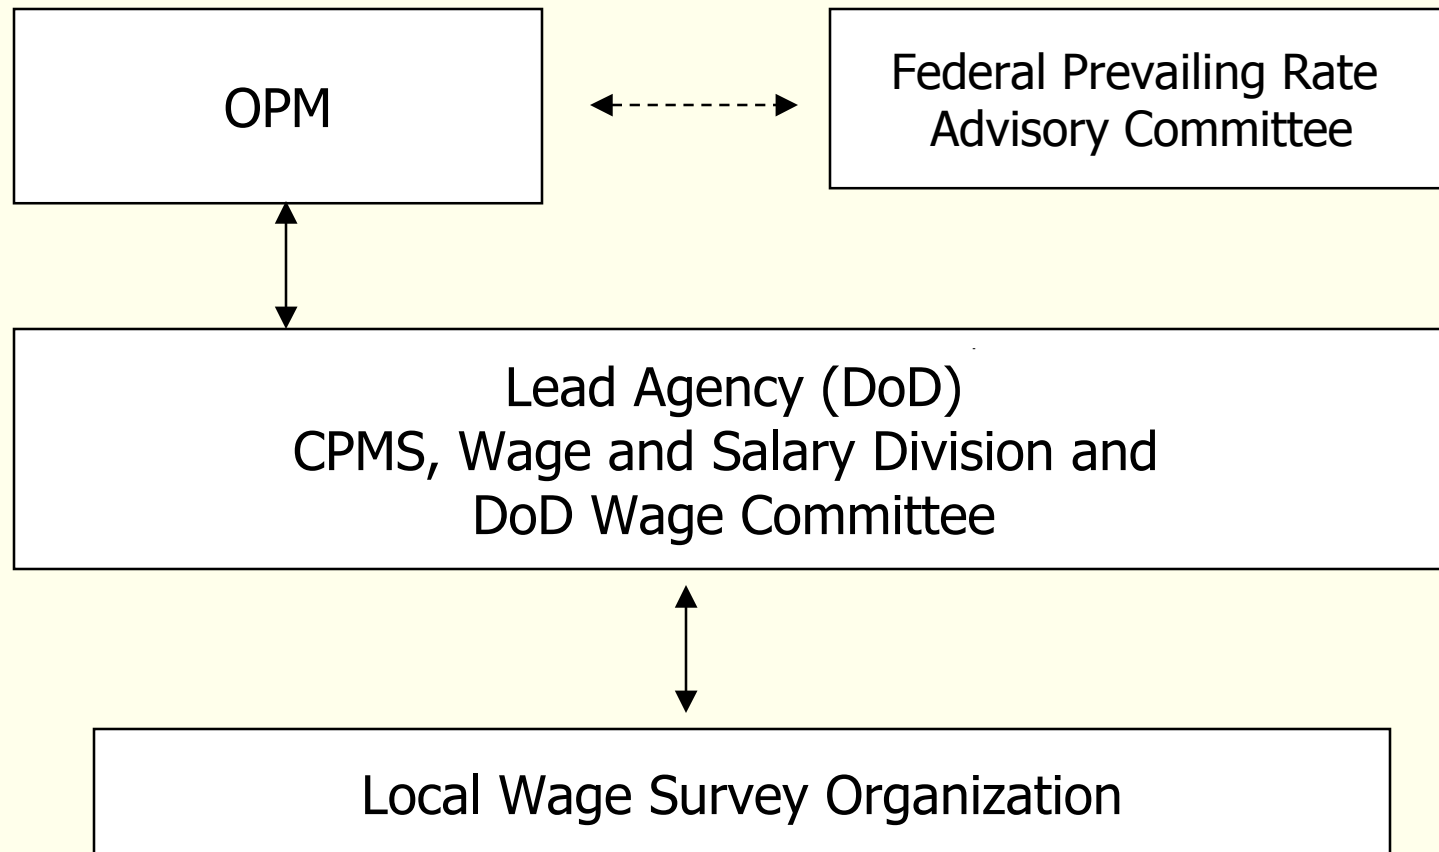 OPM
Federal Prevailing Rate
Advisory Committee
Lead Agency (DoD)
CPMS, Wage and Salary Division and
DoD Wage Committee
Local Wage Survey Organization